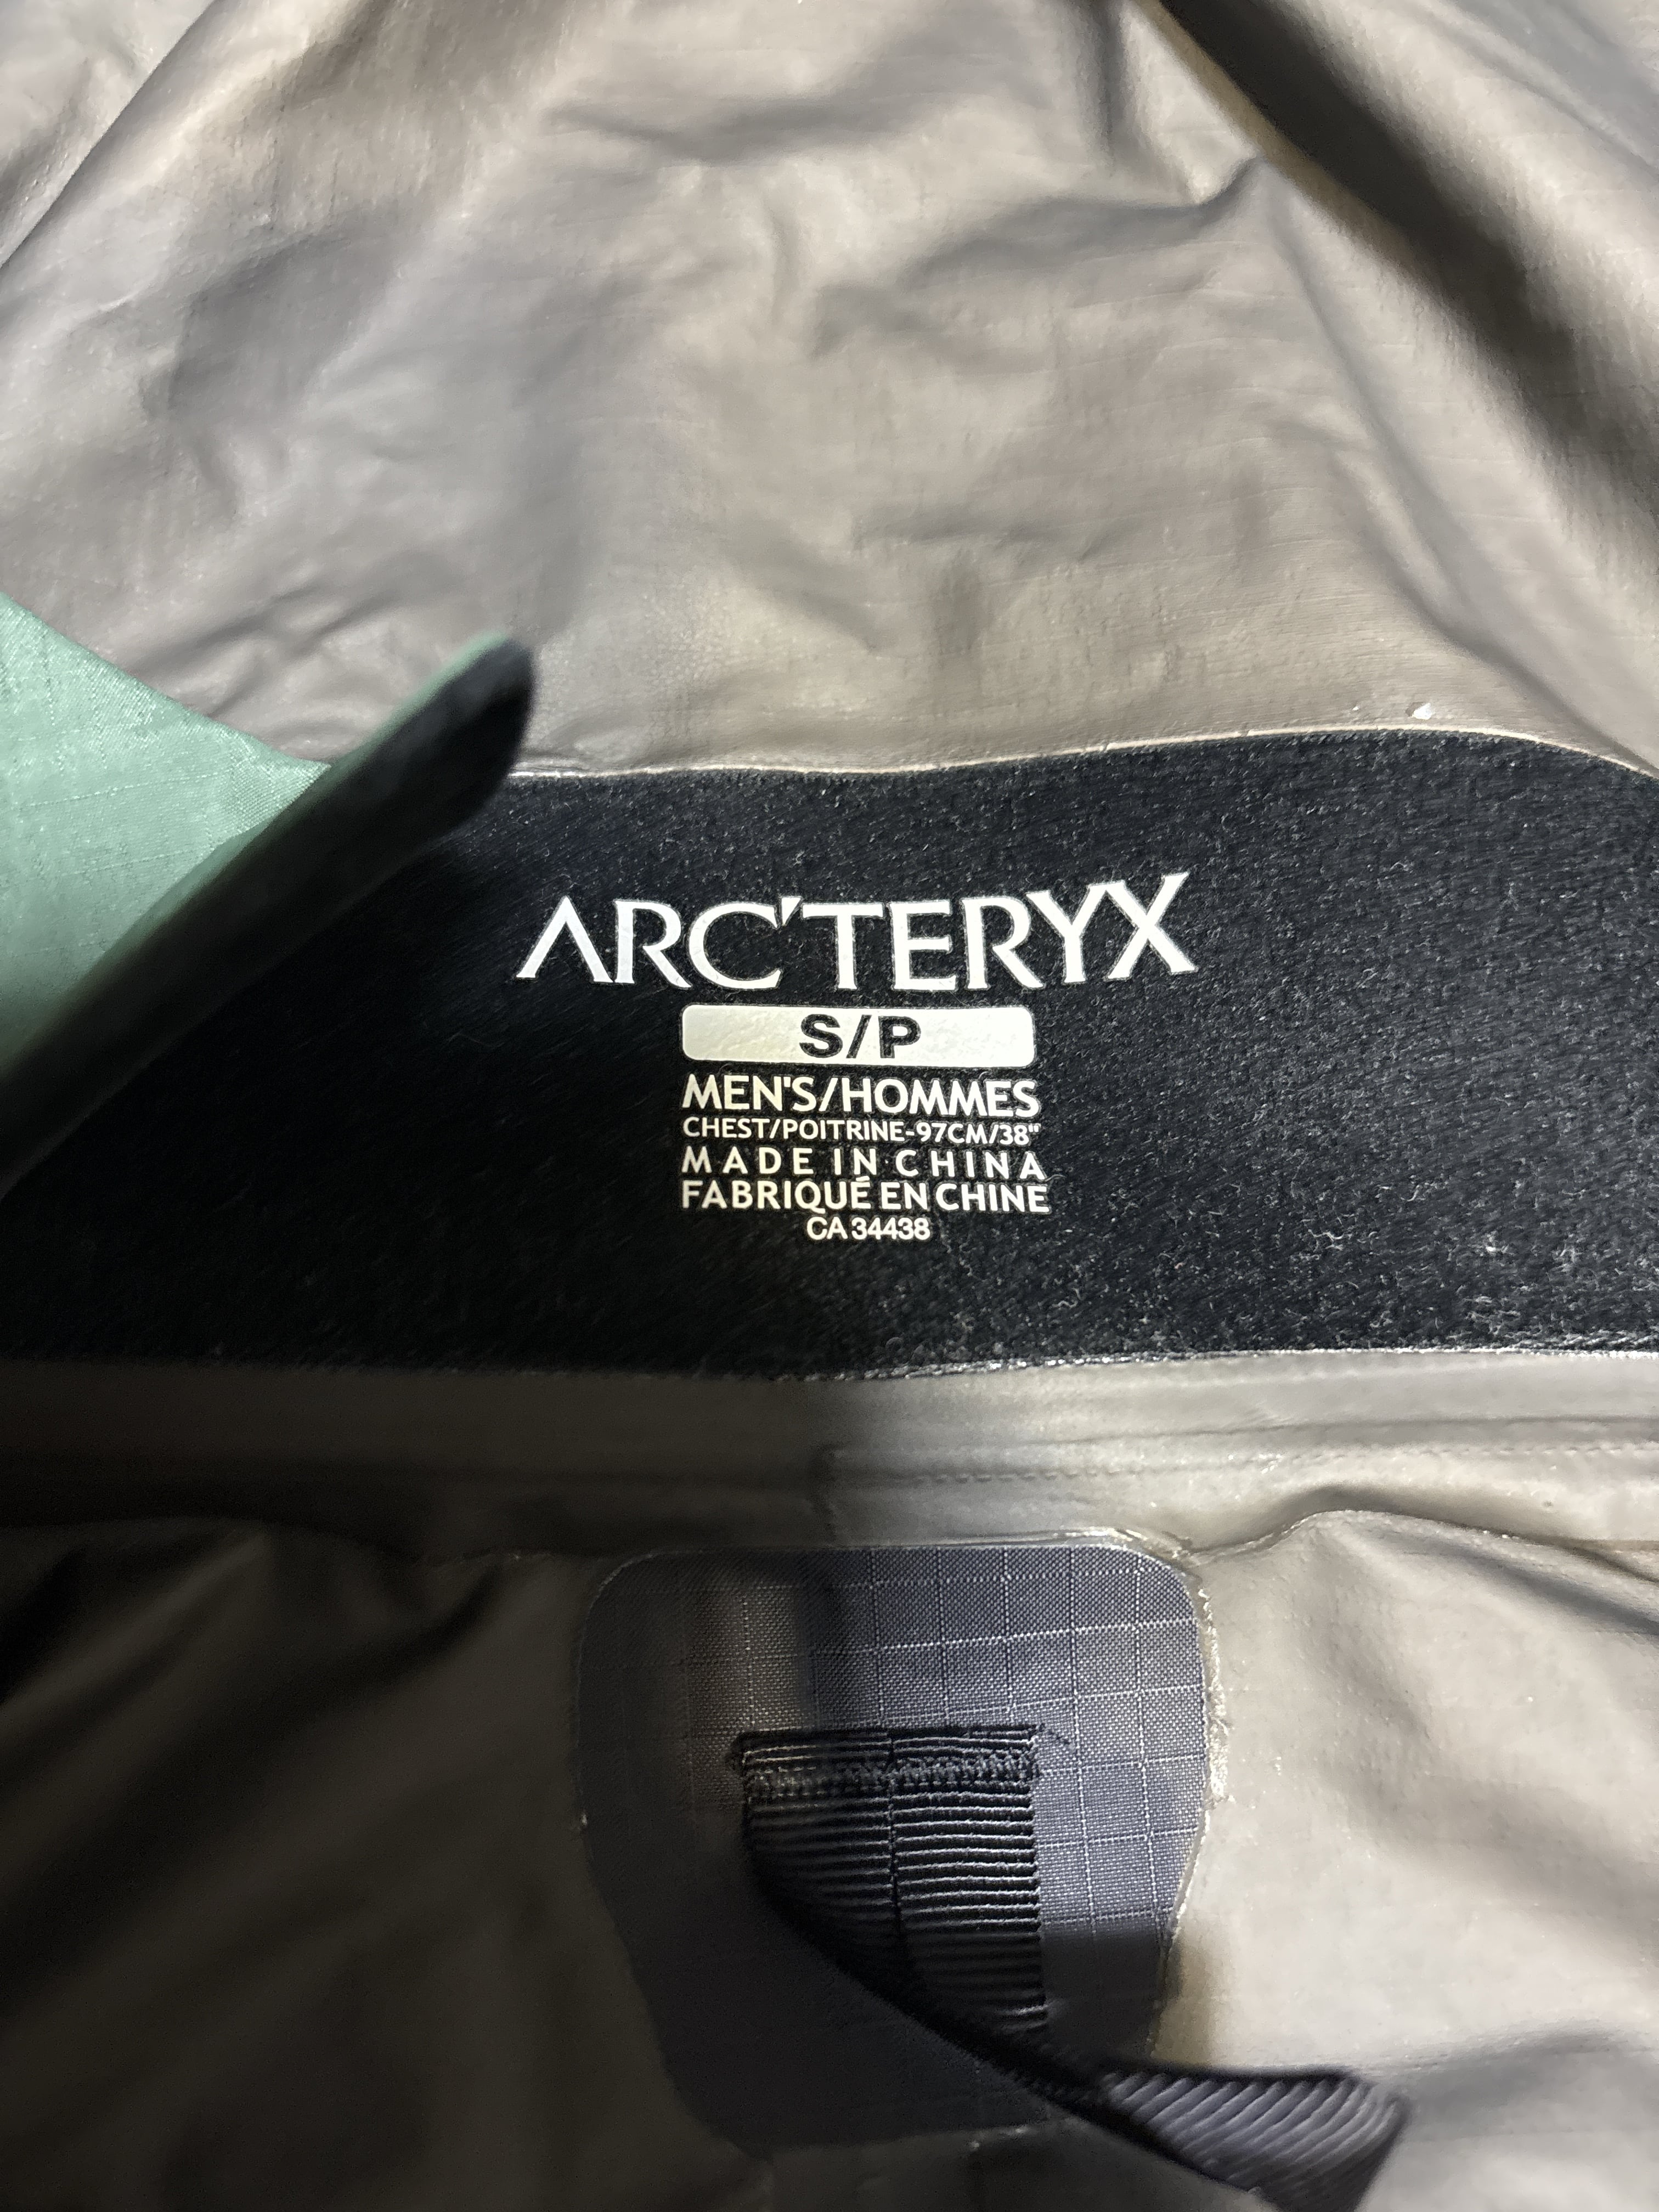 ARC'TERYX
S/P
MEN'S/HOMMES
CHEST/POITRINE-97CM/38"
MADE IN CHINA
FABRIQUÉ EN CHINE
CA 34438